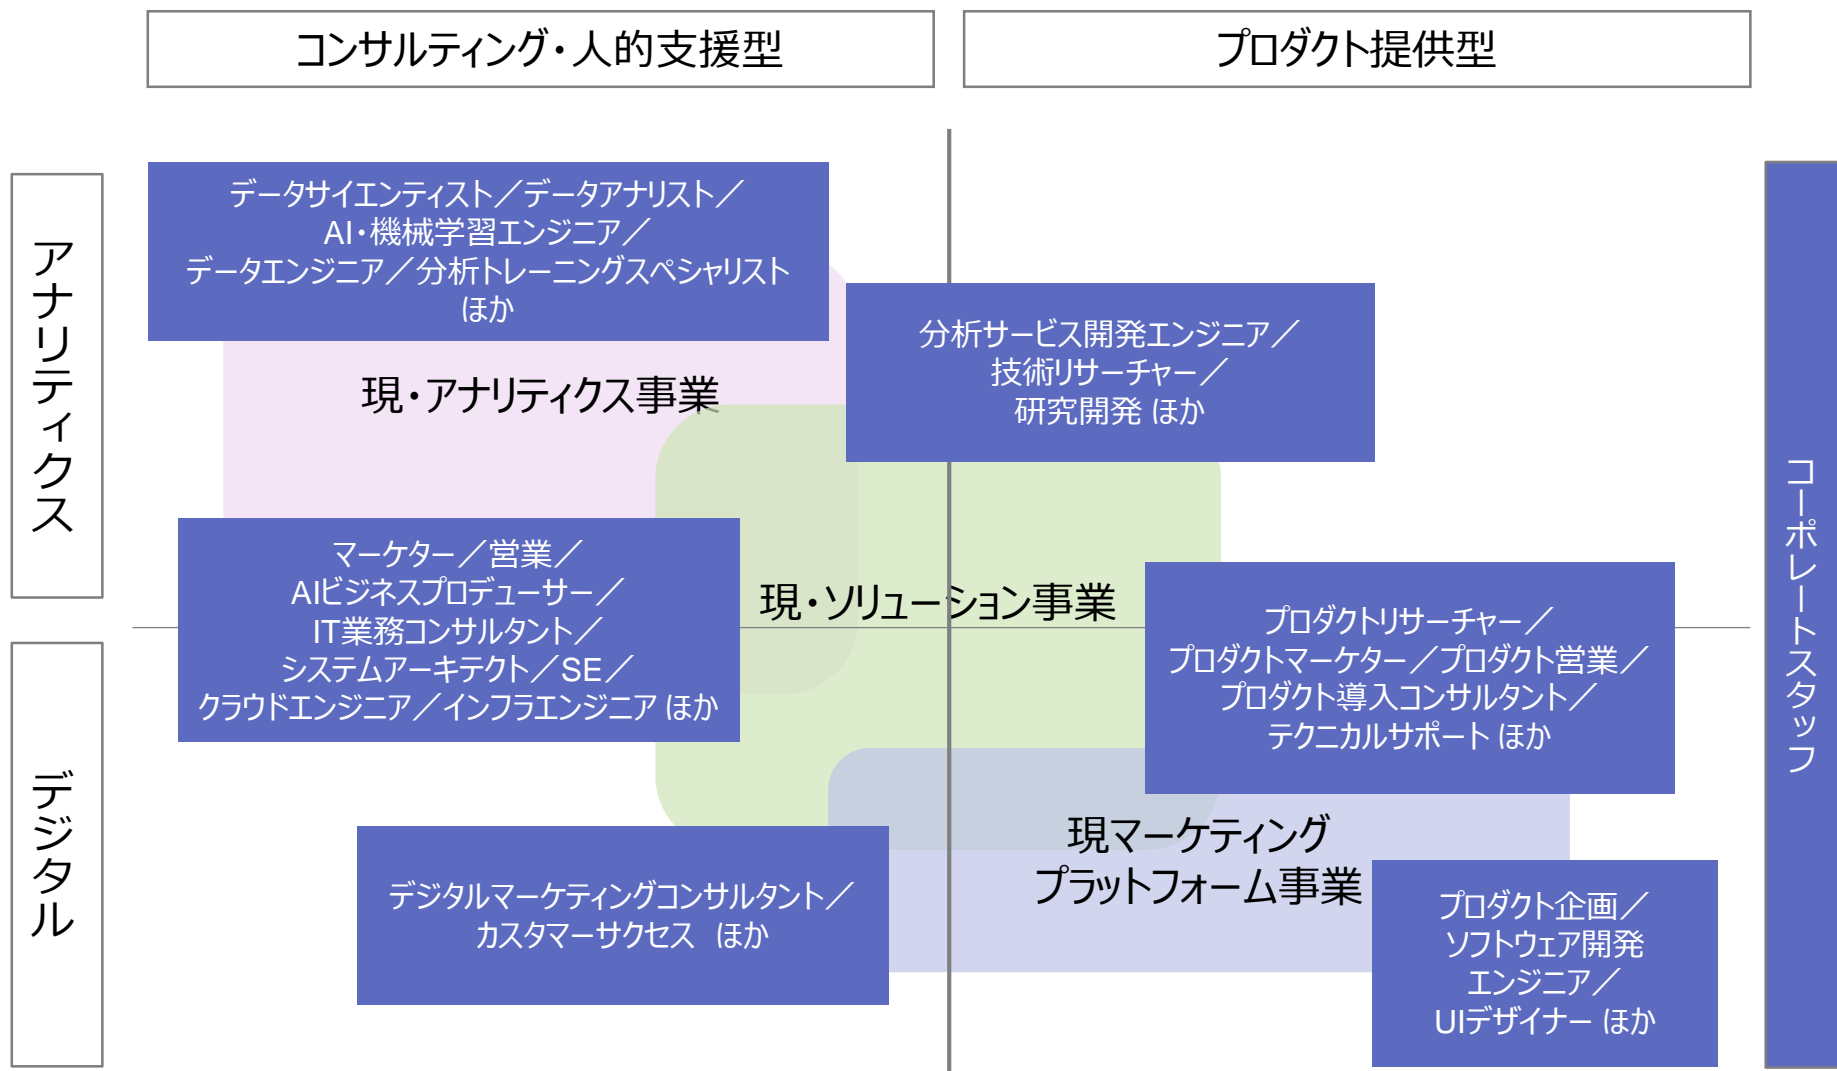 コンサルティング・人的支援型
プロダクト提供型
アナリティクス
データサイエンティスト／データアナリスト／
AI・機械学習エンジニア／
データエンジニア／分析トレーニングスペシャリスト
ほか
分析サービス開発エンジニア／
技術リサーチャー／
研究開発 ほか
現・アナリティクス事業
マーケター／営業／
AIビジネスプロデューサー／
IT業務コンサルタント／
システムアーキテクト／SE／
クラウドエンジニア／インフラエンジニア ほか
現・ソリューション事業
プロダクトリサーチャー／
プロダクトマーケター／プロダクト営業／
プロダクト導入コンサルタント／
テクニカルサポート ほか
デジタル
デジタルマーケティングコンサルタント／
カスタマーサクセス　ほか
現マーケティング
プラットフォーム事業
プロダクト企画／
ソフトウェア開発
エンジニア／
UIデザイナー ほか
コーポレートスタッフ